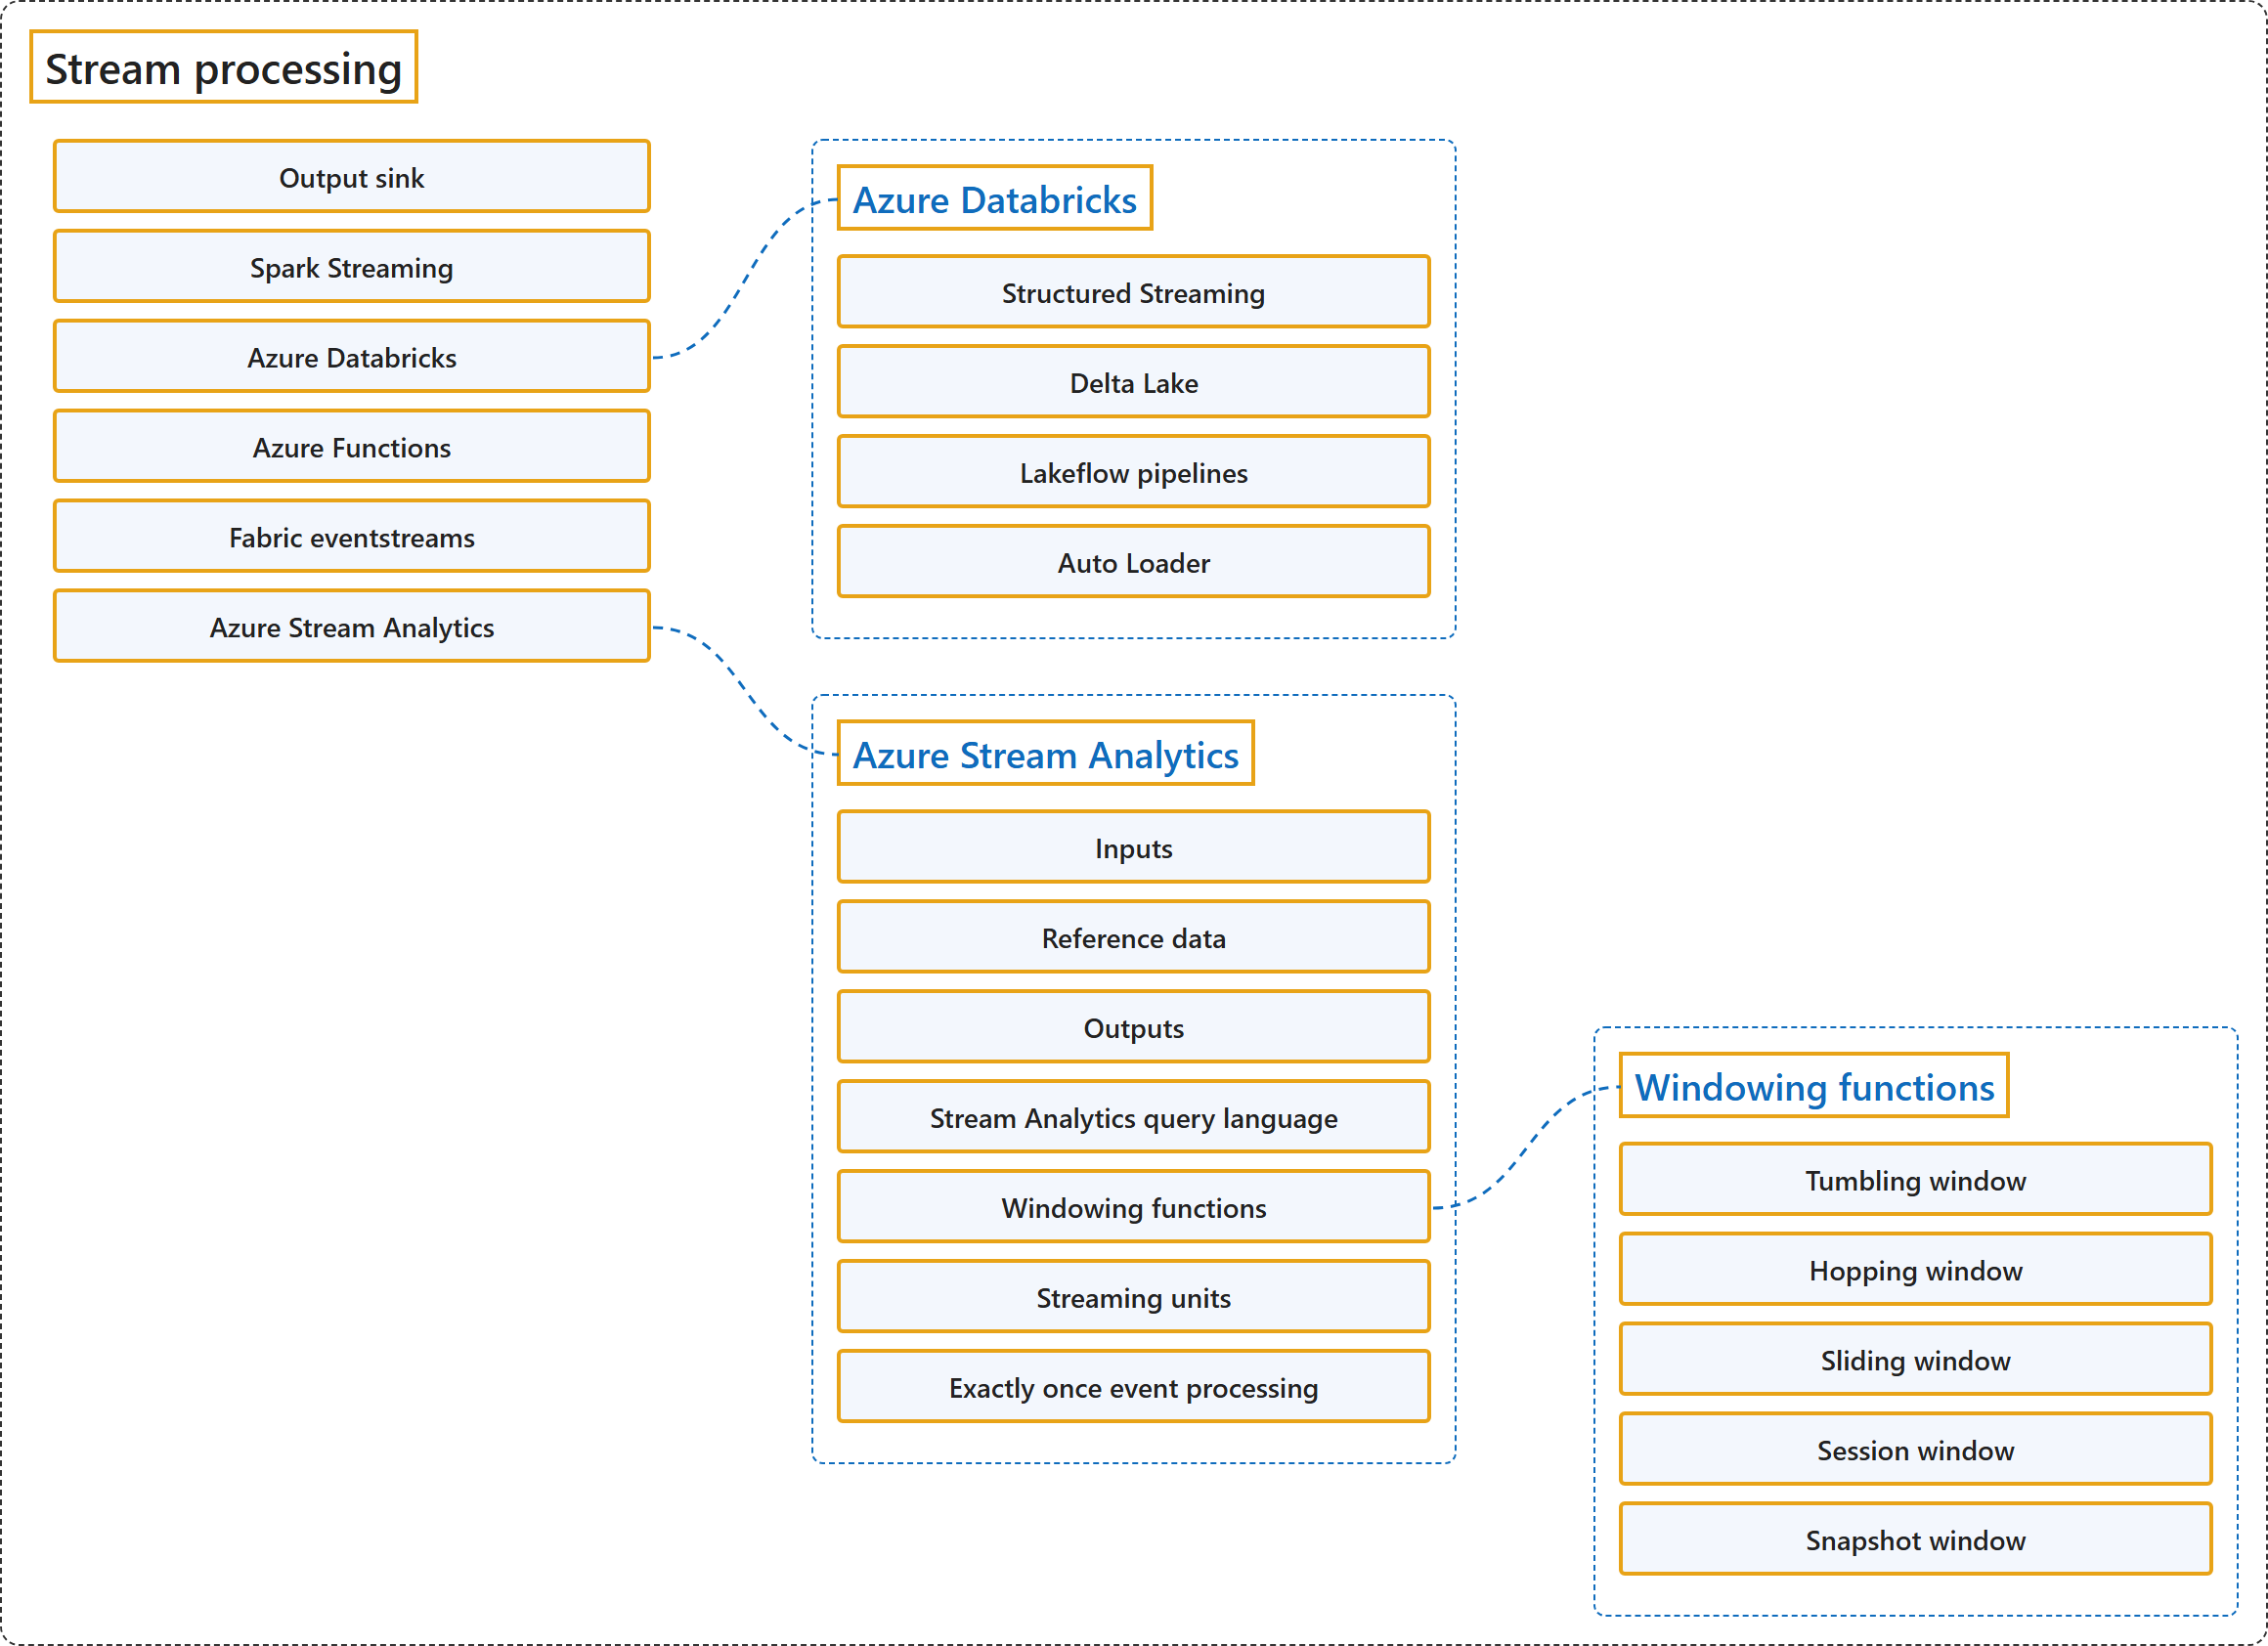 Stream processing
Output sink
Spark Streaming
Azure Databricks
Azure Functions
Fabric eventstreams
Azure Stream Analytics
Azure Databricks
Structured Streaming
Delta Lake
Lakeflow pipelines
Auto Loader
Azure Stream Analytics
Inputs
Reference data
Outputs
Stream Analytics query language
Windowing functions
Streaming units
Exactly once event processing
Windowing functions
Tumbling window
Hopping window
Sliding window
Session window
Snapshot window